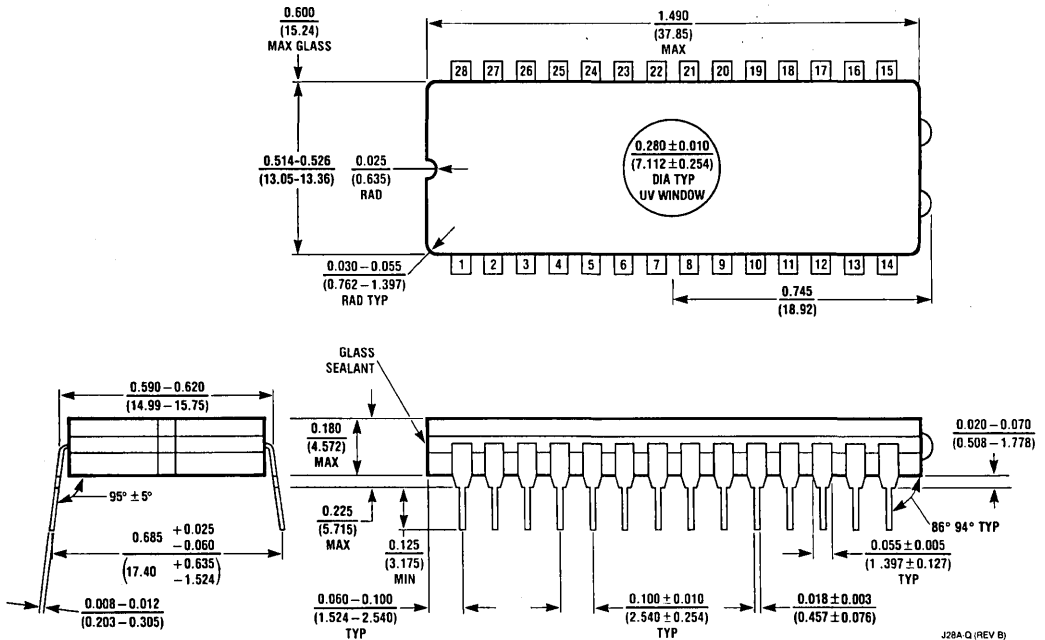 0.600
(15.24)
MAX GLASS
1.490
(37.85)
MAX
28 27 26 25 24 23 22 21 20 19 18 17 16 15
0.514-0.526
(13.05-13.36)
0.025
(0.635)
RAD
0.280 ± 0.010
(7.112 ± 0.254)
DIA TYP
UV WINDOW
0.030 – 0.055
(0.762 – 1.397)
RAD TYP
1 2 3 4 5 6 7 8 9 10 11 12 13 14
0.745
(18.92)
GLASS
SEALANT
0.590 – 0.620
(14.99 – 15.75)
0.180
(4.572)
MAX
0.020 –0.070
(0.508 – 1.778)
95° ± 5°
0.225
(5.715)
MAX
0.125
(3.175)
MIN
86° 94° TYP
0.685 +0.025
–0.060
(17.40 +0.635
–1.524)
0.055 ± 0.005
(1.397 ± 0.127)
TYP
0.008 – 0.012
(0.203 – 0.305)
0.060 –0.100
(1.524 – 2.540)
TYP
0.100 ± 0.010
(2.540 ± 0.254)
TYP
0.018 ± 0.003
(0.457 ± 0.076)
J28A-Q (REV B)